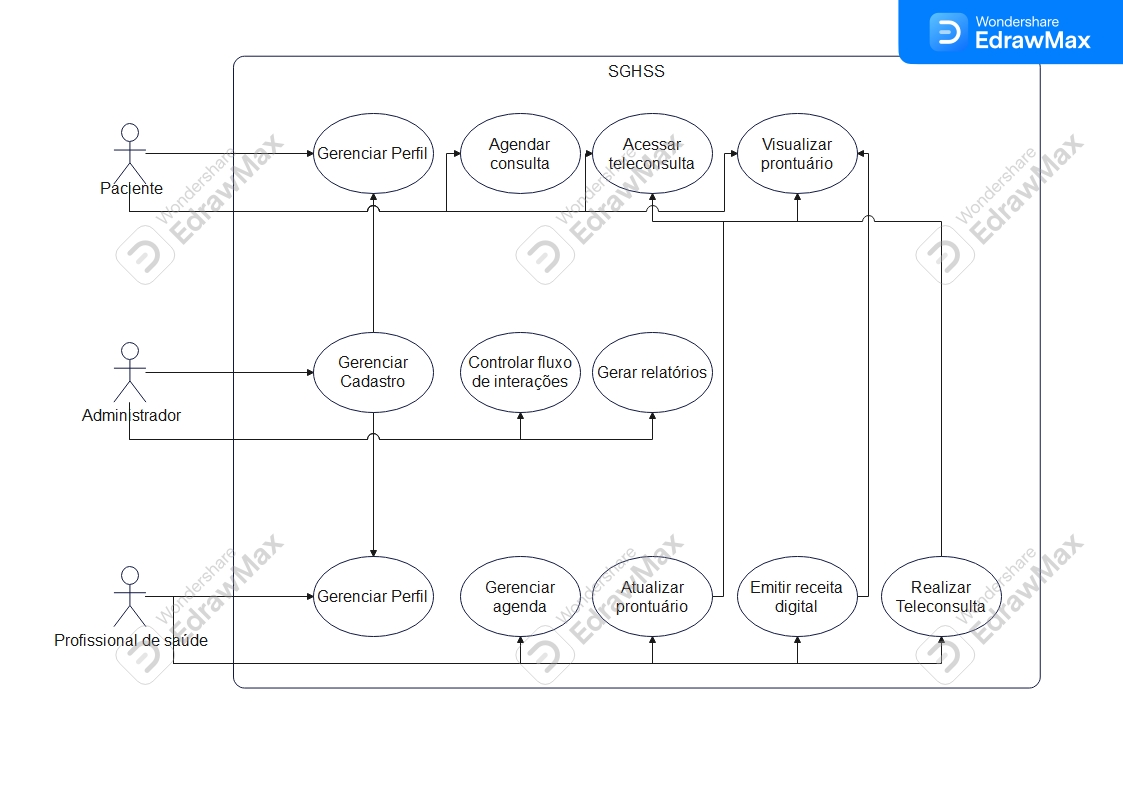 Wondershare
EdrawMax
SGHSS
Gerenciar Perfil
Agendar
consulta
Acessar
teleconsulta
Visualizar
prontuário
Paciente
Wondershare
EdrawMax
Wondershare
EdrawMax
Wondershare
EdrawMax
Gerenciar
Cadastro
Controlar fluxo
de interações
Gerar relatórios
Administrador
Gerenciar Perfil
Gerenciar
agenda
Atualizar
prontuário
Emitir receita
digital
Realizar
Teleconsulta
Profissional de saúde
Wondershare
EdrawMax
Wondershare
EdrawMax
Wondershare
EdrawMax